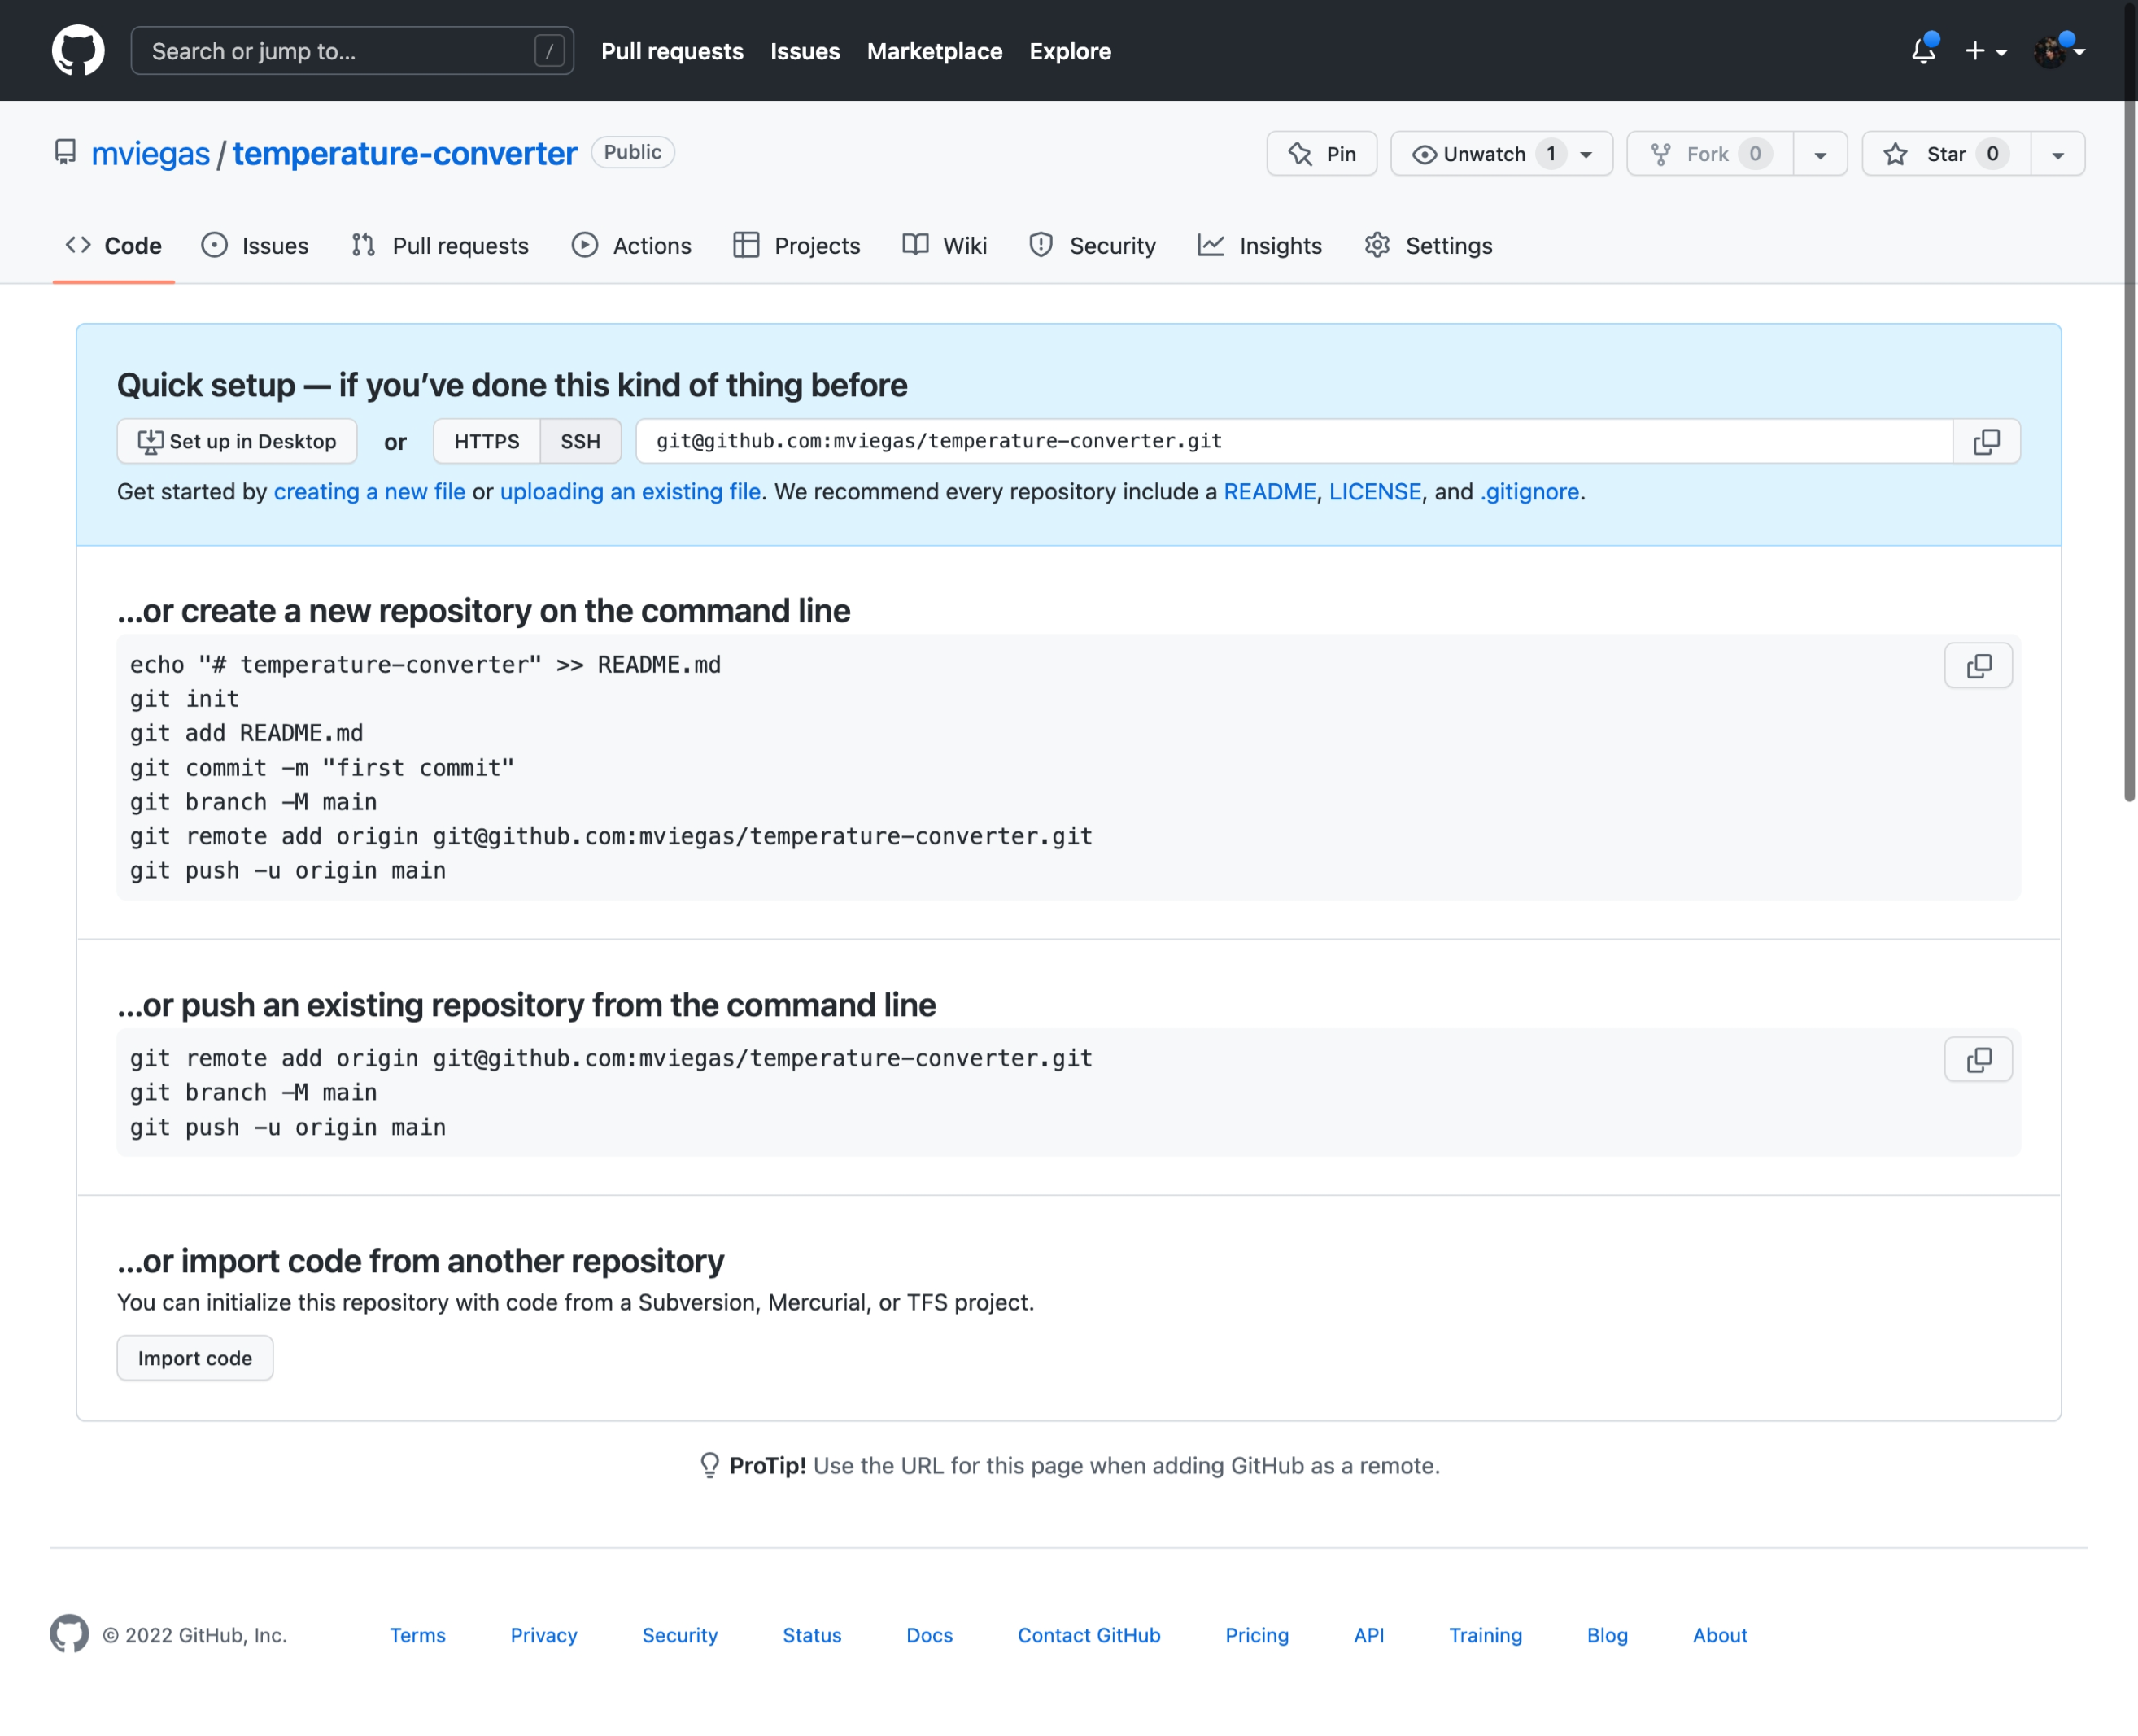 Search or jump to... /
Pull requests Issues Marketplace Explore
mviegas / temperature-converter Public
Pin Unwatch 1 Fork 0 Star 0
Code Issues Pull requests Actions Projects Wiki Security Insights Settings
Quick setup — if you’ve done this kind of thing before
Set up in Desktop or HTTPS SSH git@github.com:mviegas/temperature-converter.git
Get started by creating a new file or uploading an existing file. We recommend every repository include a README, LICENSE, and .gitignore.
…or create a new repository on the command line
echo "# temperature-converter" >> README.md
git init
git add README.md
git commit -m "first commit"
git branch -M main
git remote add origin git@github.com:mviegas/temperature-converter.git
git push -u origin main
…or push an existing repository from the command line
git remote add origin git@github.com:mviegas/temperature-converter.git
git branch -M main
git push -u origin main
…or import code from another repository
You can initialize this repository with code from a Subversion, Mercurial, or TFS project.
Import code
ProTip! Use the URL for this page when adding GitHub as a remote.
© 2022 GitHub, Inc. Terms Privacy Security Status Docs Contact GitHub Pricing API Training Blog About